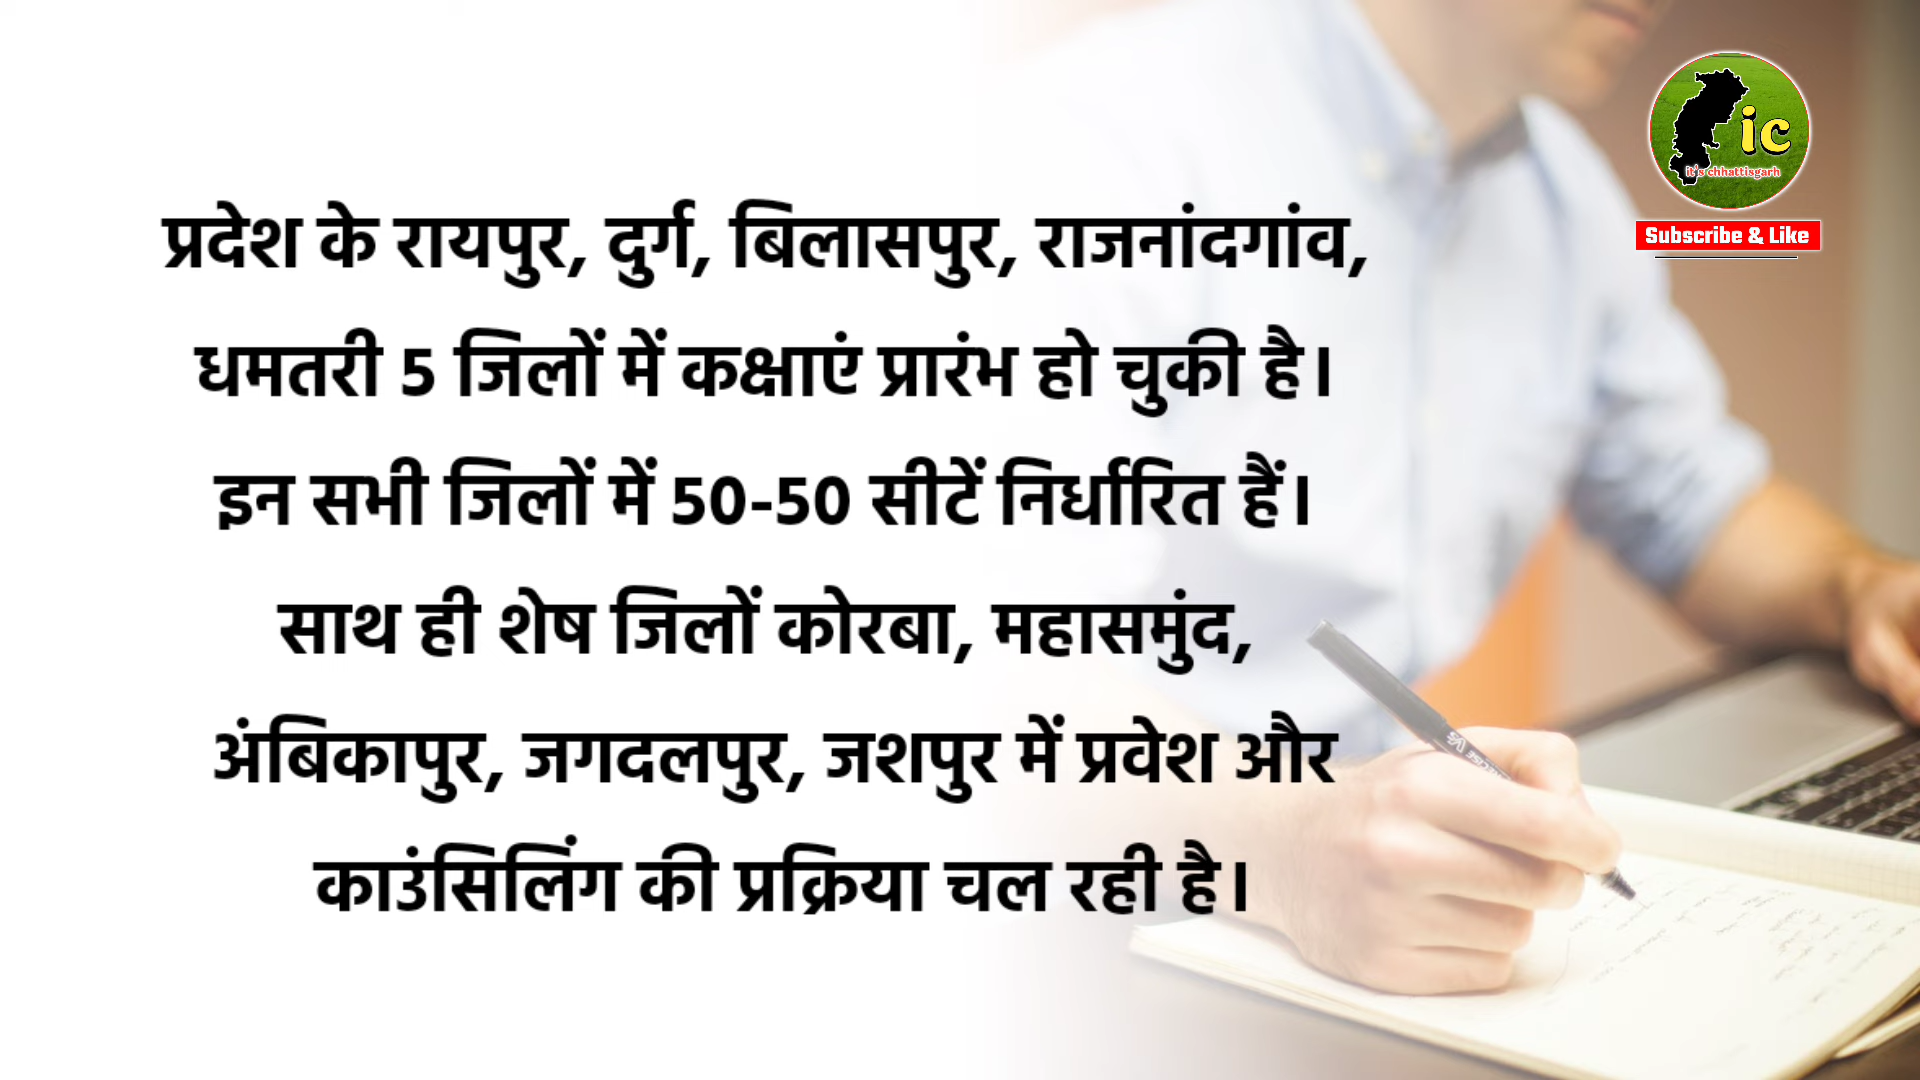 प्रदेश के रायपुर, दुर्ग, बिलासपुर, राजनांदगांव,
धमतरी 5 जिलों में कक्षाएं प्रारंभ हो चुकी है।
इन सभी जिलों में 50-50 सीटें निर्धारित हैं।
साथ ही शेष जिलों कोरबा, महासमुंद,
अंबिकापुर, जगदलपुर, जशपुर में प्रवेश और
काउंसिलिंग की प्रक्रिया चल रही है।
ic
it's chhattisgarh
Subscribe & Like